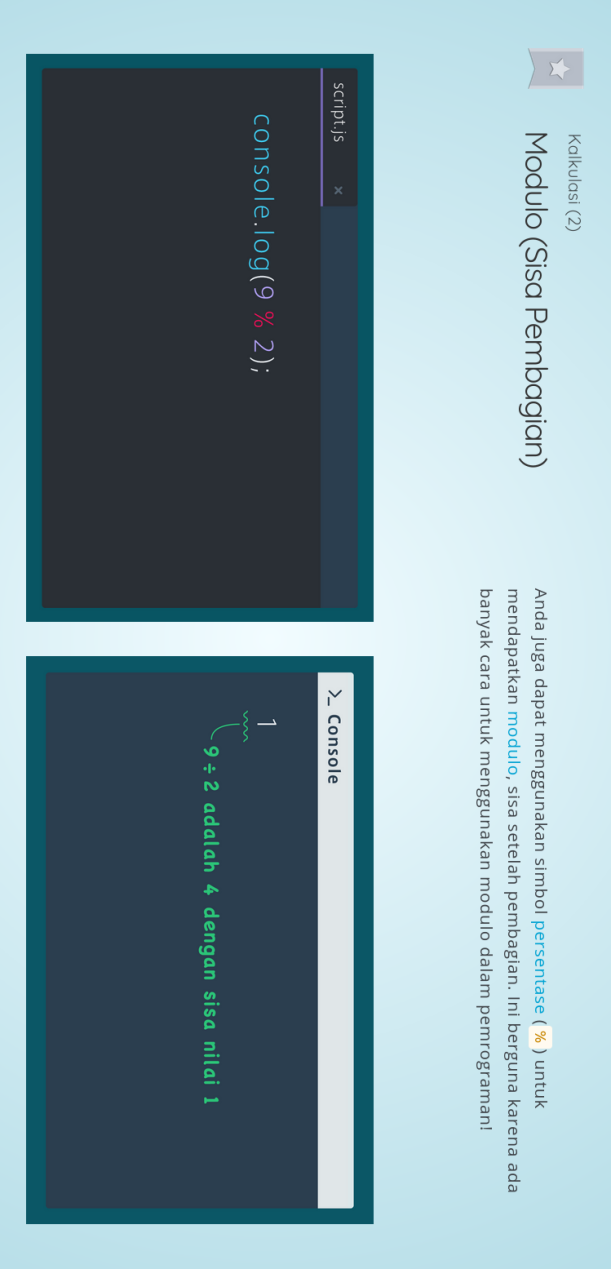 Kalkulasi (2)
Modulo (Sisa Pembagian)
Anda juga dapat menggunakan simbol persentase ( % ) untuk
mendapatkan modulo, sisa setelah pembagian. Ini berguna karena ada
banyak cara untuk menggunakan modulo dalam pemrograman!
script.js ×
console.log(9 % 2);
>_ Console
1
9 ÷ 2 adalah 4 dengan sisa nilai 1